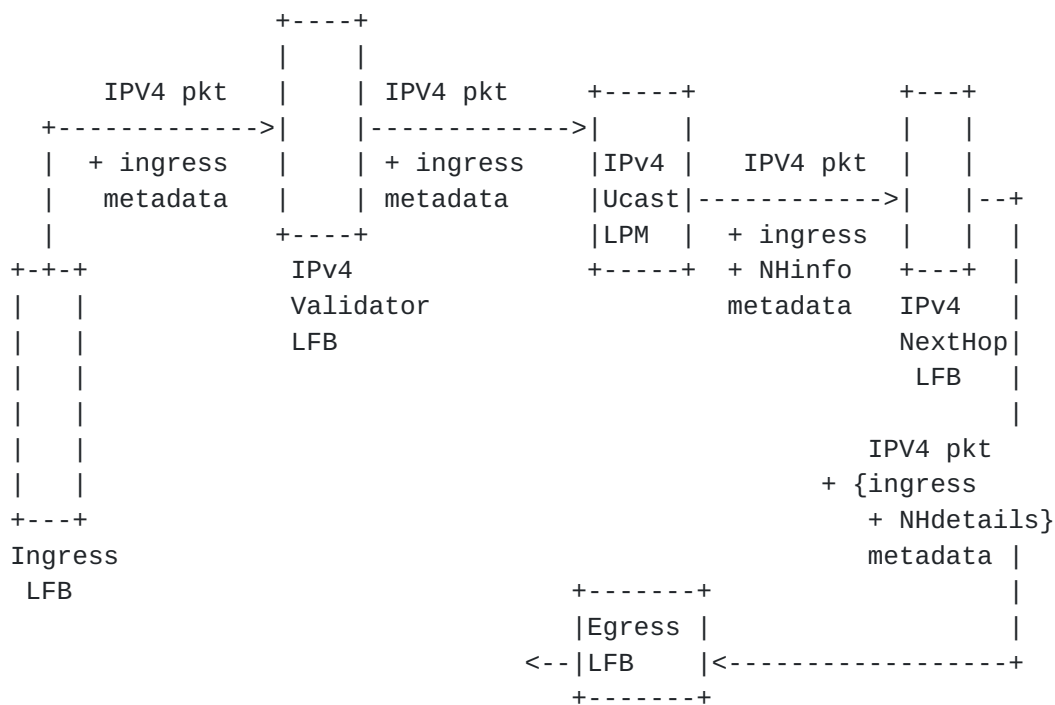 IPV4 pkt IPV4 pkt
+ ingress + ingress IPv4 IPV4 pkt
metadata metadata Ucast
LPM + ingress
IPv4 + NHinfo
Validator metadata IPv4
LFB NextHop
LFB
IPV4 pkt
+ {ingress
+ NHdetails}
Ingress metadata
LFB
Egress
LFB